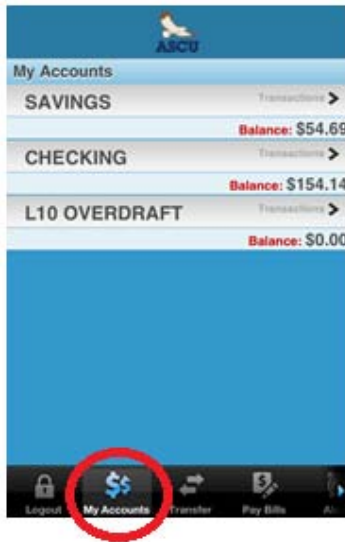 ASCU
My Accounts
SAVINGS Transactions
Balance: $54.69
CHECKING Transactions
Balance: $154.14
L10 OVERDRAFT Transactions
Balance: $0.00
Logout My Accounts Transfer Pay Bills